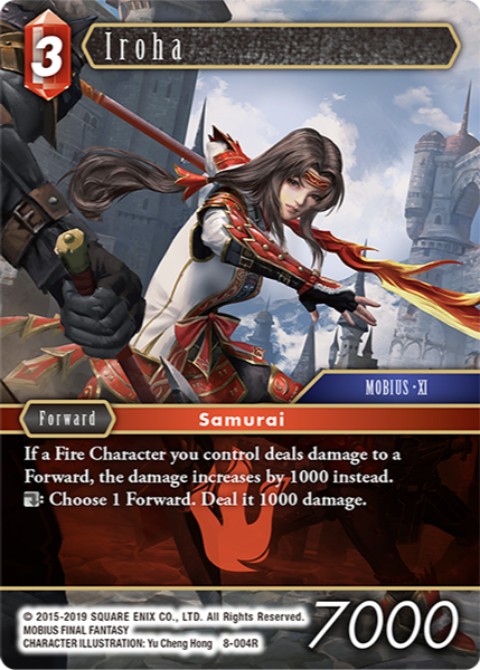 3
Iroha
MOBIUS · XI
Forward
Samurai
If a Fire Character you control deals damage to a
Forward, the damage increases by 1000 instead.
: Choose 1 Forward. Deal it 1000 damage.
© 2015-2019 SQUARE ENIX CO., LTD. All Rights Reserved.
MOBIUS FINAL FANTASY
CHARACTER ILLUSTRATION: Yu Cheng Hong 8-004R
7000